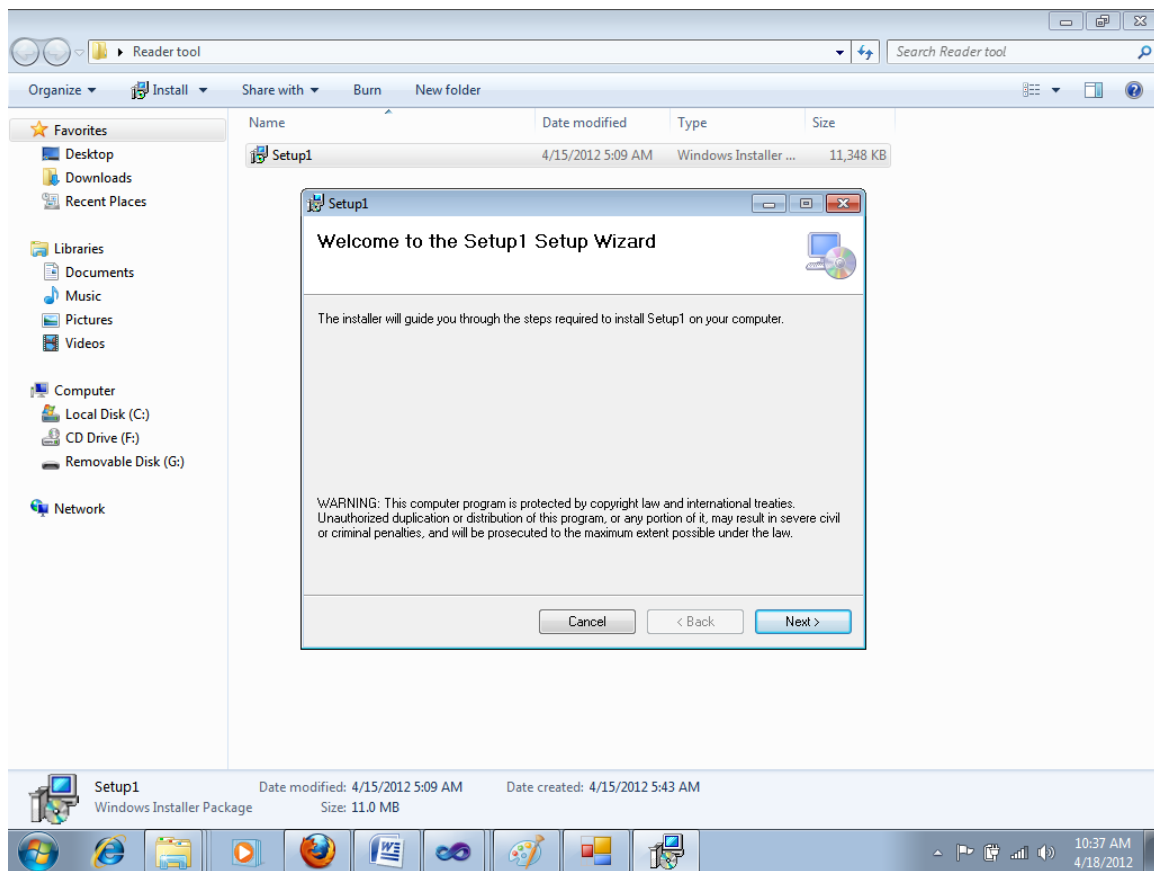 Reader tool
Search Reader tool
Organize
Install
Share with
Burn
New folder
Favorites
Desktop
Downloads
Recent Places
Libraries
Documents
Music
Pictures
Videos
Computer
Local Disk (C:)
CD Drive (F:)
Removable Disk (G:)
Network
Name Date modified Type Size
Setup1 4/15/2012 5:09 AM Windows Installer ... 11,348 KB
Setup1
Welcome to the Setup1 Setup Wizard
The installer will guide you through the steps required to install Setup1 on your computer.
WARNING: This computer program is protected by copyright law and international treaties.
Unauthorized duplication or distribution of this program, or any portion of it, may result in severe civil
or criminal penalties, and will be prosecuted to the maximum extent possible under the law.
Cancel < Back Next >
Setup1 Date modified: 4/15/2012 5:09 AM Date created: 4/15/2012 5:43 AM
Windows Installer Package Size: 11.0 MB
10:37 AM
4/18/2012